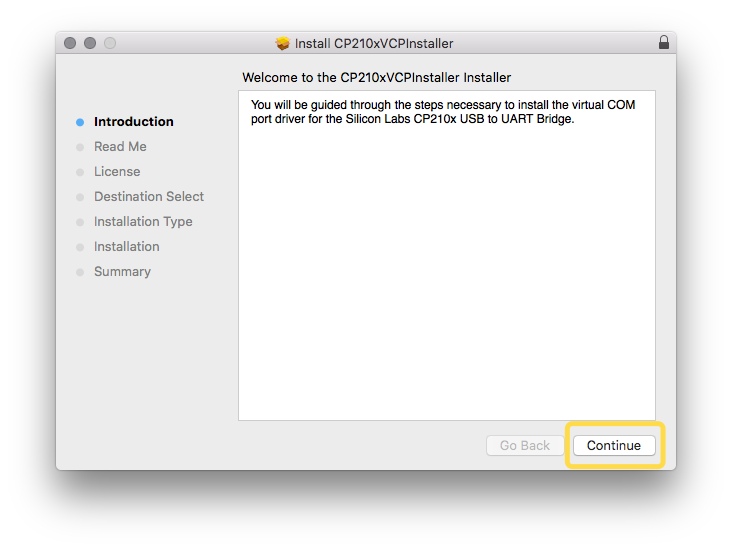 Install CP210xVCPInstaller
Welcome to the CP210xVCPInstaller Installer
Introduction
Read Me
License
Destination Select
Installation Type
Installation
Summary
You will be guided through the steps necessary to install the virtual COM
port driver for the Silicon Labs CP210x USB to UART Bridge.
Go Back
Continue